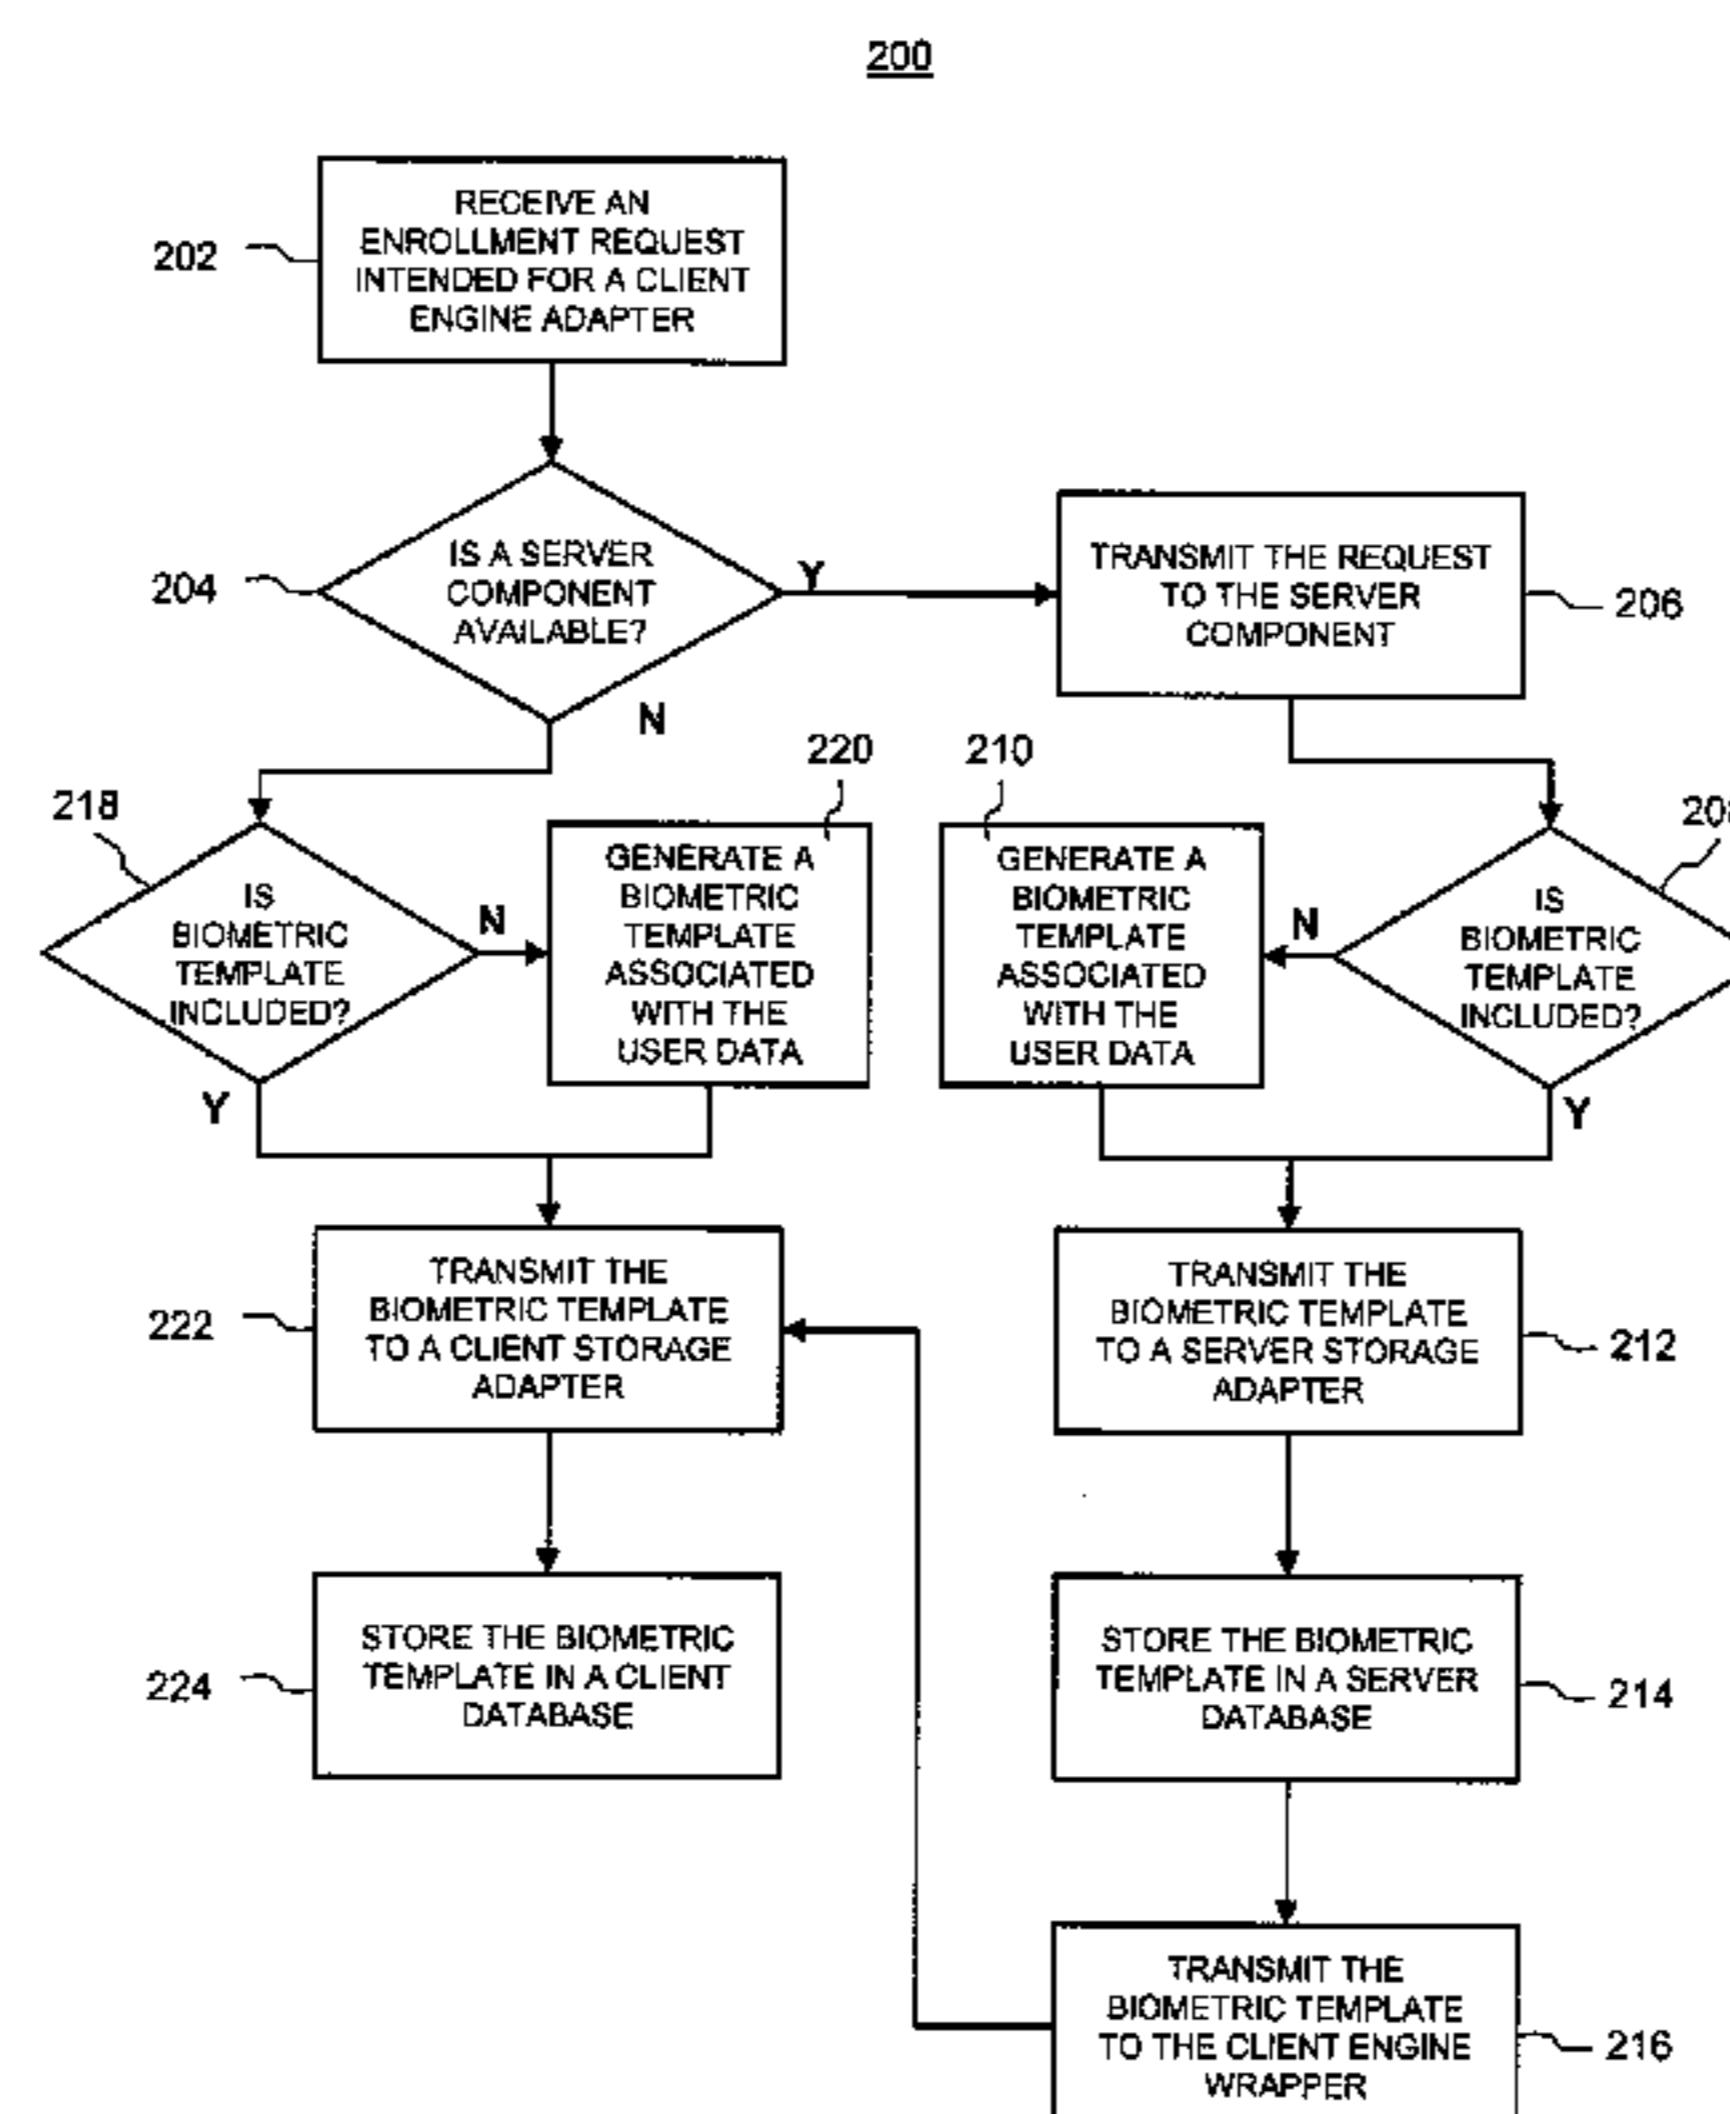 200
202
RECEIVE AN
ENROLLMENT REQUEST
INTENDED FOR A CLIENT
ENGINE ADAPTER
204
IS A SERVER
COMPONENT
AVAILABLE?
Y
N
TRANSMIT THE REQUEST
TO THE SERVER
COMPONENT
206
218
IS
BIOMETRIC
TEMPLATE
INCLUDED?
N
Y
220
GENERATE A
BIOMETRIC
TEMPLATE
ASSOCIATED
WITH THE
USER DATA
210
GENERATE A
BIOMETRIC
TEMPLATE
ASSOCIATED
WITH THE
USER DATA
N
IS
BIOMETRIC
TEMPLATE
INCLUDED?
Y
222
TRANSMIT THE
BIOMETRIC TEMPLATE
TO A CLIENT STORAGE
ADAPTER
TRANSMIT THE
BIOMETRIC TEMPLATE
TO A SERVER STORAGE
ADAPTER
212
224
STORE THE BIOMETRIC
TEMPLATE IN A CLIENT
DATABASE
STORE THE BIOMETRIC
TEMPLATE IN A SERVER
DATABASE
214
TRANSMIT THE
BIOMETRIC TEMPLATE
TO THE CLIENT ENGINE
WRAPPER
216